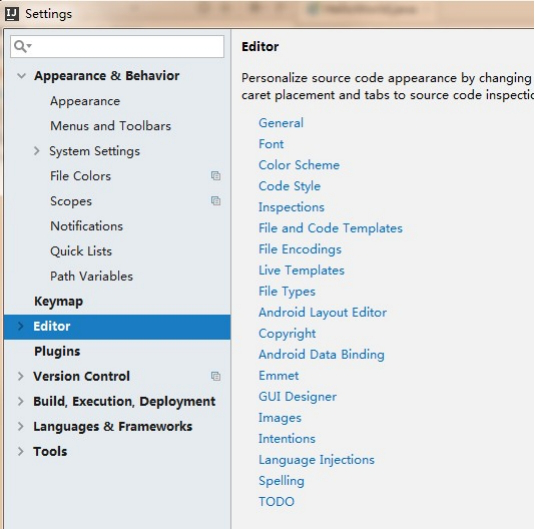 IJ Settings
Appearance & Behavior
Appearance
Menus and Toolbars
System Settings
File Colors
Scopes
Notifications
Quick Lists
Path Variables
Keymap
Editor
Plugins
Version Control
Build, Execution, Deployment
Languages & Frameworks
Tools
Editor
Personalize source code appearance by changing
caret placement and tabs to source code inspectio
General
Font
Color Scheme
Code Style
Inspections
File and Code Templates
File Encodings
Live Templates
File Types
Android Layout Editor
Copyright
Android Data Binding
Emmet
GUI Designer
Images
Intentions
Language Injections
Spelling
TODO